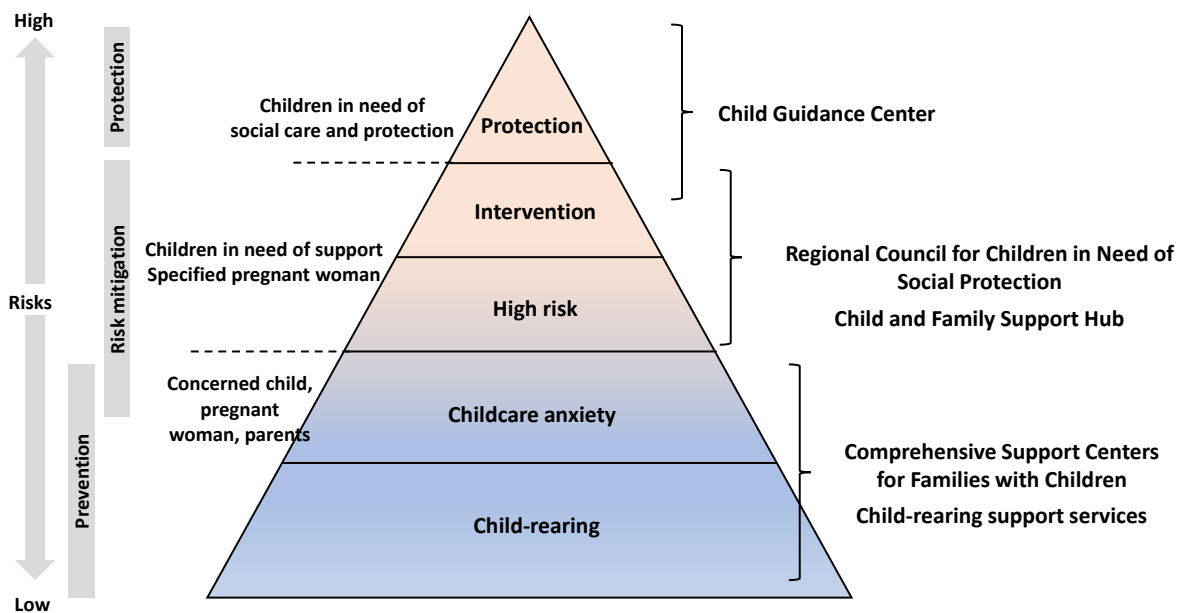 High
Protection
Children in need of
social care and protection
Protection
Child Guidance Center
Intervention
Risk mitigation
Children in need of support
Specified pregnant woman
Regional Council for Children in Need of
Social Protection
Risks
High risk
Child and Family Support Hub
Concerned child,
pregnant
woman, parents
Childcare anxiety
Prevention
Comprehensive Support Centers
for Families with Children
Child-rearing support services
Child-rearing
Low